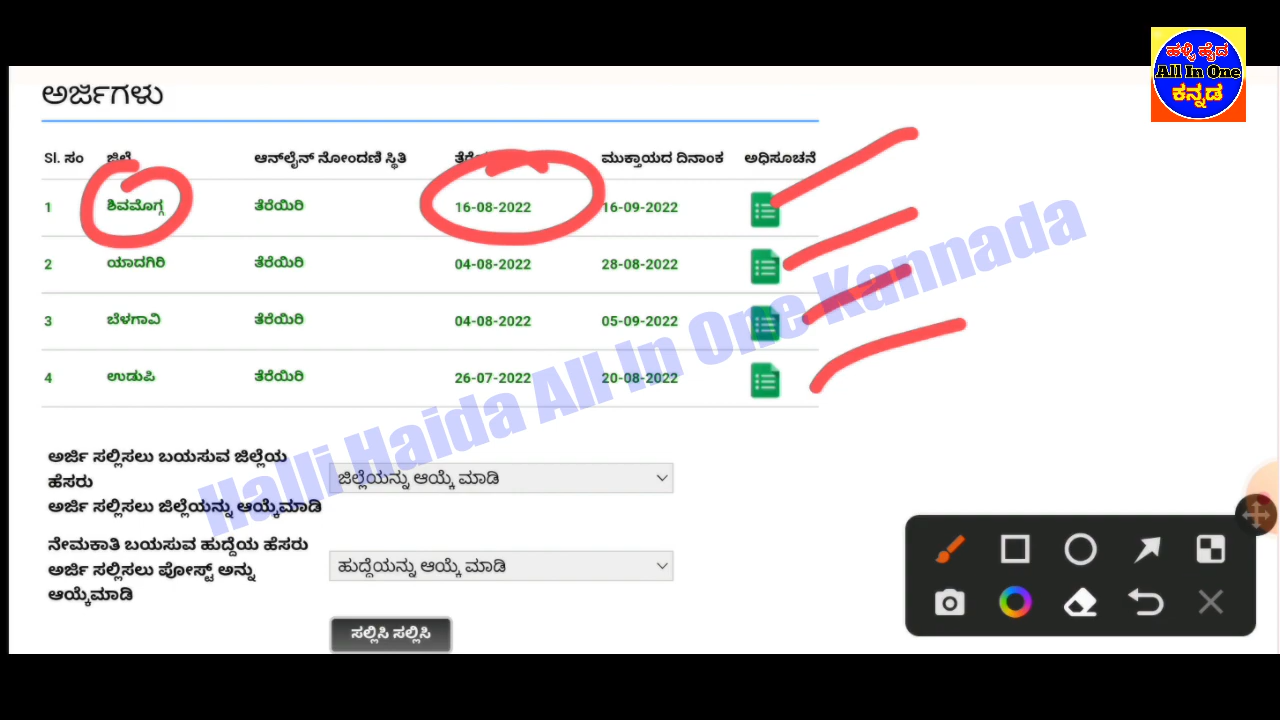 ಹಳ್ಳಿ ಹೈದ
All In One
ಕನ್ನಡ
ಅರ್ಜಿಗಳು
Sl. ಸಂ ಜಿಲ್ಲೆ ಆನ್‌ಲೈನ್ ನೋಂದಣಿ ಸ್ಥಿತಿ ಮುಕ್ತಾಯದ ದಿನಾಂಕ ಅಧಿಸೂಚನೆ
1 ಶಿವಮೊಗ್ಗ ತೆರೆಯಿರಿ 16-08-2022 16-09-2022
2 ಯಾದಗಿರಿ ತೆರೆಯಿರಿ 04-08-2022 28-08-2022
3 ಬೆಳಗಾವಿ ತೆರೆಯಿರಿ 04-08-2022 05-09-2022
4 ಉಡುಪಿ ತೆರೆಯಿರಿ 26-07-2022 20-08-2022
Halli Haida All In One Kannada
ಅರ್ಜಿ ಸಲ್ಲಿಸಲು ಬಯಸುವ ಜಿಲ್ಲೆಯ
ಹೆಸರು
ಅರ್ಜಿ ಸಲ್ಲಿಸಲು ಜಿಲ್ಲೆಯನ್ನು ಆಯ್ಕೆಮಾಡಿ
ಜಿಲ್ಲೆಯನ್ನು ಆಯ್ಕೆ ಮಾಡಿ
ನೇಮಕಾತಿ ಬಯಸುವ ಹುದ್ದೆಯ ಹೆಸರು
ಅರ್ಜಿ ಸಲ್ಲಿಸಲು ಪೋಸ್ಟ್ ಅನ್ನು
ಆಯ್ಕೆಮಾಡಿ
ಹುದ್ದೆಯನ್ನು ಆಯ್ಕೆ ಮಾಡಿ
ಸಲ್ಲಿಸಿ ಸಲ್ಲಿಸಿ